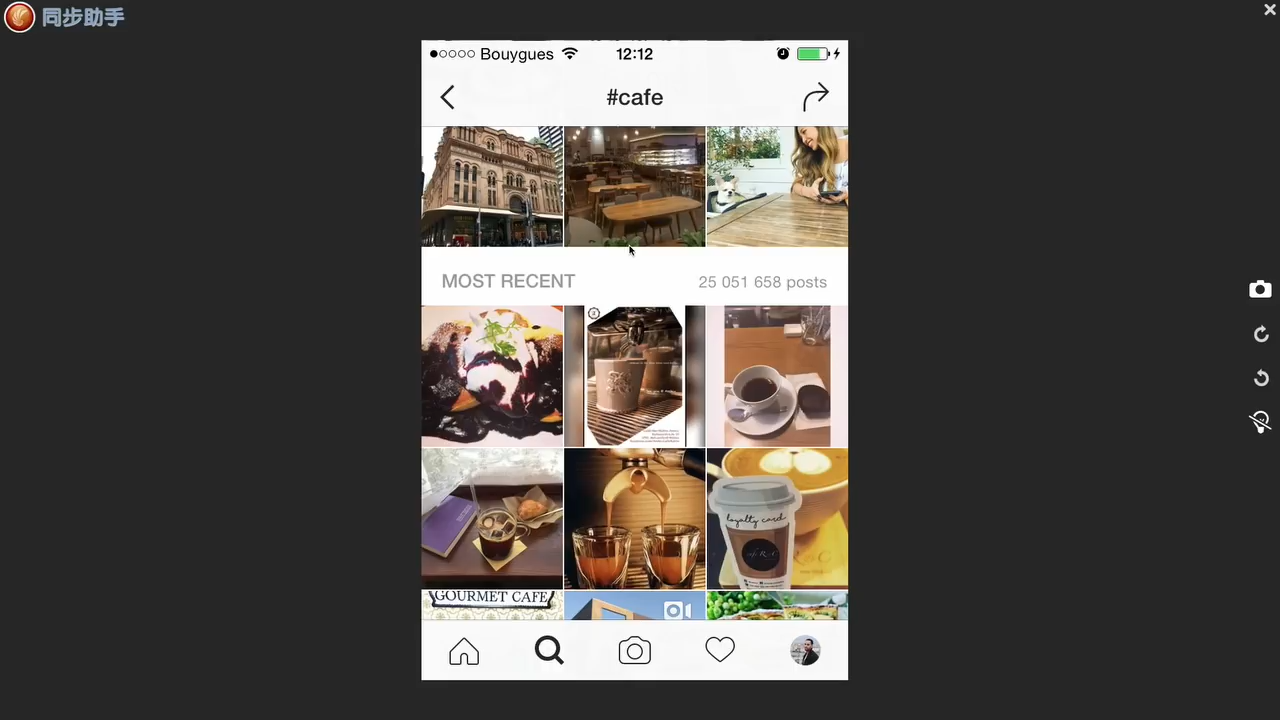 同步助手
Bouygues
12:12
#cafe
MOST RECENT
25 051 658 posts
loyalty card
GOURMET CAFE